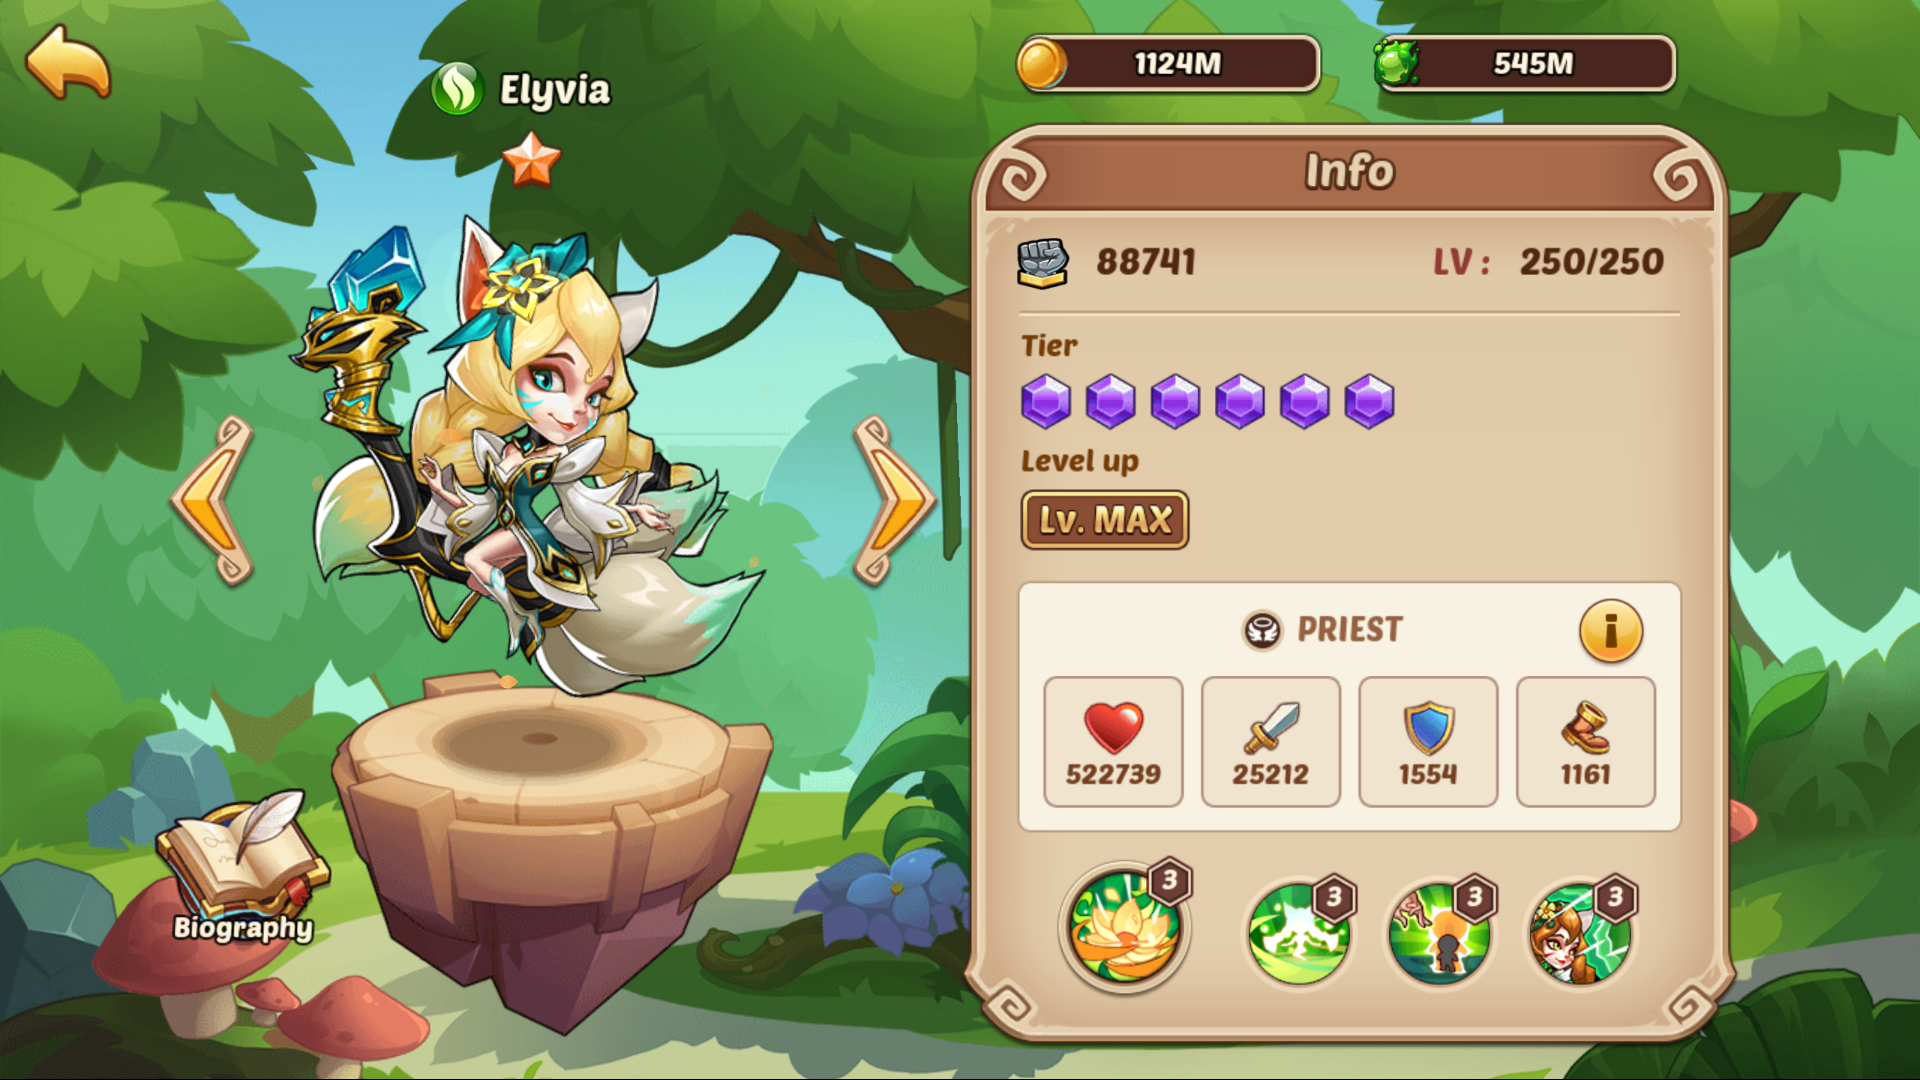 Elyvia
1124M
545M
Info
88741
LV : 250/250
Tier
Level up
Lv. MAX
PRIEST
522739
25212
1554
1161
3
3
3
3
Biography